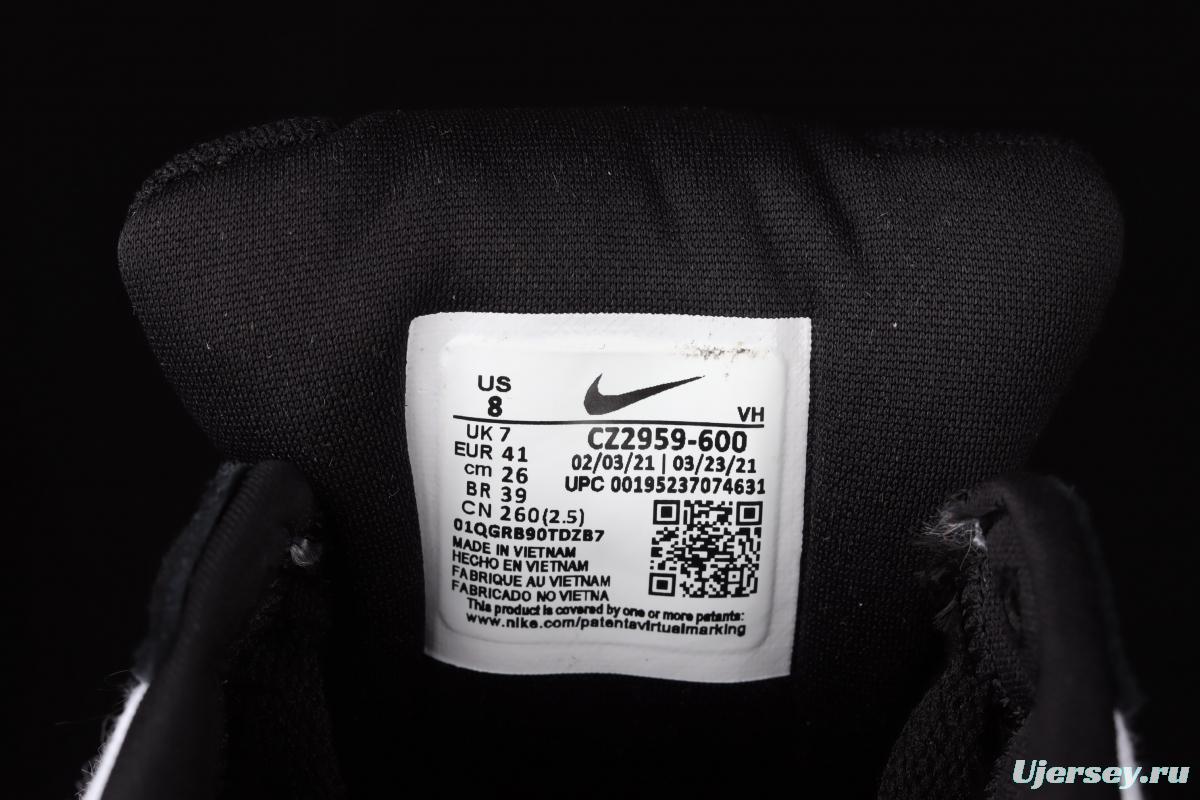 US
8
VH
UK 7
EUR 41
cm 26
BR 39
CN 260 (2.5)
CZ2959-600
02/03/21 | 03/23/21
UPC 00195237074631
01QGRB90TDZB7
MADE IN VIETNAM
HECHO EN VIETNAM
FABRIQUE AU VIETNAM
FABRICADO NO VIETNA
This product is covered by one or more patants:
www.nike.com/patentavirtualmarking
Ujersey.ru